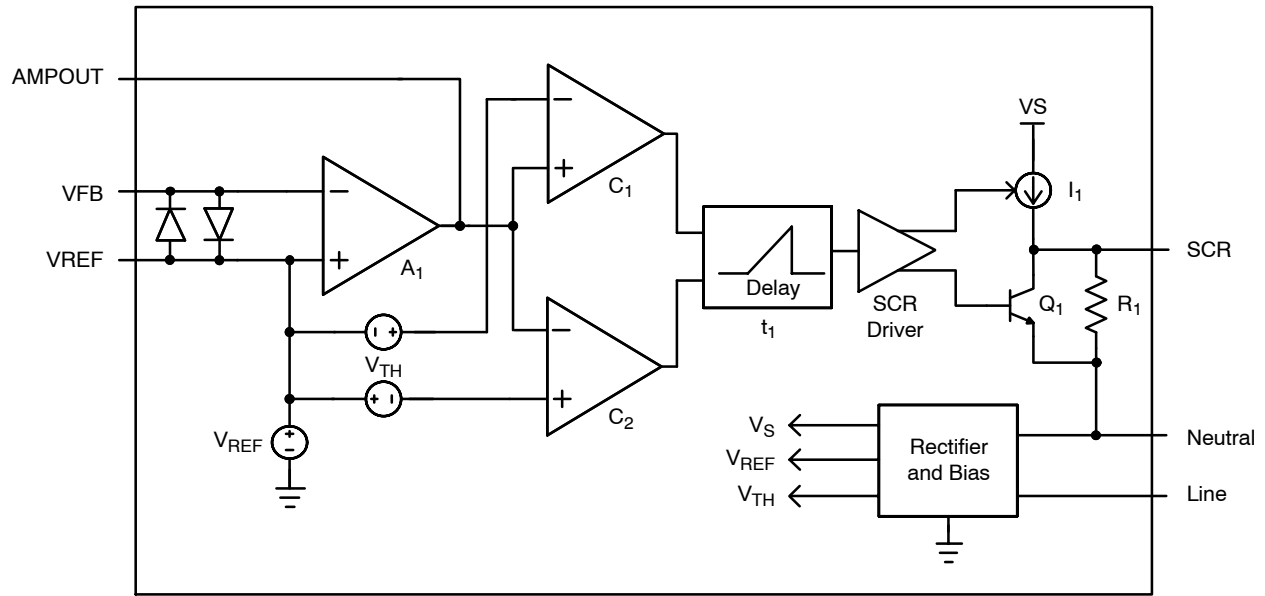 AMPOUT
VFB
VREF
−
+
A1
− +
VTH
+ −
VREF
+
−
−
+
C1
−
+
C2
Delay
t1
SCR
Driver
VS
I1
Q1
R1
SCR
VS
VREF
VTH
Rectifier
and Bias
Neutral
Line